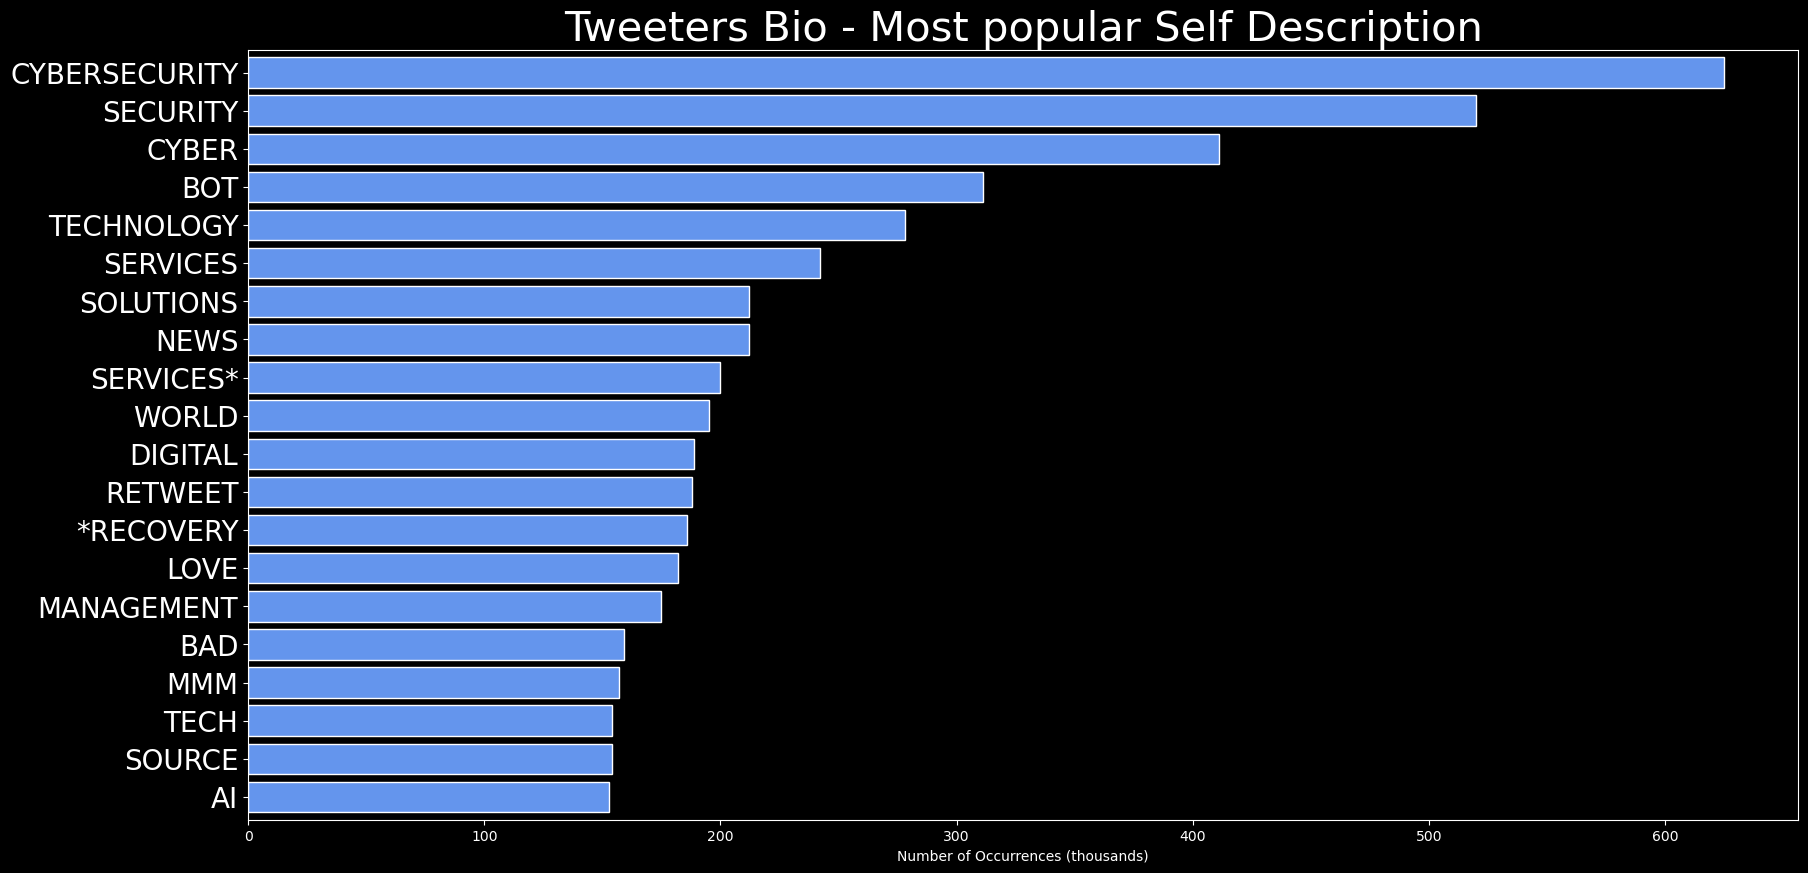 Tweeters Bio - Most popular Self Description
CYBERSECURITY
SECURITY
CYBER
BOT
TECHNOLOGY
SERVICES
SOLUTIONS
NEWS
SERVICES*
WORLD
DIGITAL
RETWEET
*RECOVERY
LOVE
MANAGEMENT
BAD
MMM
TECH
SOURCE
AI
0 100 200 300 400 500 600
Number of Occurrences (thousands)